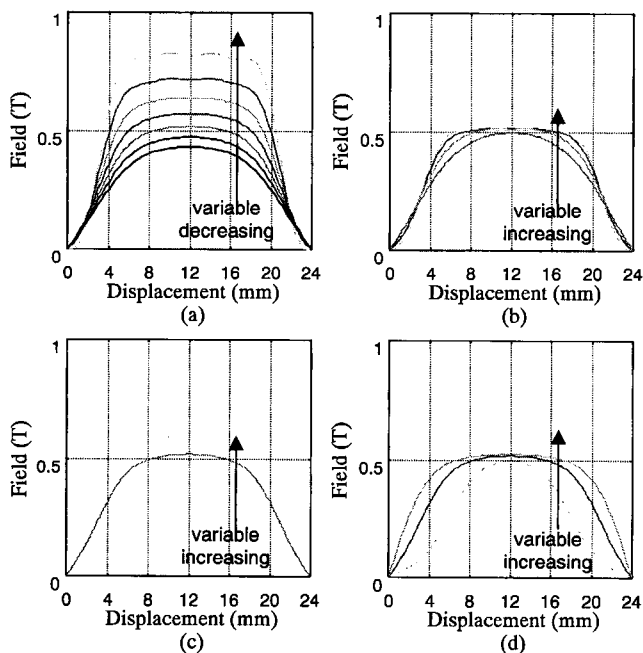 1
Field (T)
0.5
variable
decreasing
0
0 4 8 12 16 20 24
Displacement (mm)
(a)
1
Field (T)
0.5
variable
increasing
0
0 4 8 12 16 20 24
Displacement (mm)
(b)
1
Field (T)
0.5
variable
increasing
0
0 4 8 12 16 20 24
Displacement (mm)
(c)
1
Field (T)
0.5
variable
increasing
0
0 4 8 12 16 20 24
Displacement (mm)
(d)